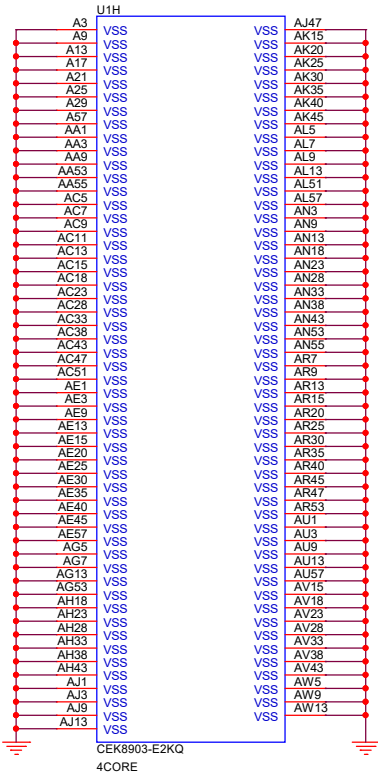 U1H
A3 VSS VSS AJ47
A9 VSS VSS AK15
A13 VSS VSS AK20
A17 VSS VSS AK25
A21 VSS VSS AK30
A25 VSS VSS AK35
A29 VSS VSS AK40
A57 VSS VSS AK45
AA1 VSS VSS AL5
AA3 VSS VSS AL7
AA9 VSS VSS AL9
AA53 VSS VSS AL13
AA55 VSS VSS AL51
AC5 VSS VSS AL57
AC7 VSS VSS AN3
AC9 VSS VSS AN9
AC11 VSS VSS AN13
AC13 VSS VSS AN18
AC15 VSS VSS AN23
AC18 VSS VSS AN28
AC23 VSS VSS AN33
AC28 VSS VSS AN38
AC33 VSS VSS AN43
AC38 VSS VSS AN53
AC43 VSS VSS AN55
AC47 VSS VSS AR7
AC51 VSS VSS AR9
AE1 VSS VSS AR13
AE3 VSS VSS AR15
AE9 VSS VSS AR20
AE13 VSS VSS AR25
AE15 VSS VSS AR30
AE20 VSS VSS AR35
AE25 VSS VSS AR40
AE30 VSS VSS AR45
AE35 VSS VSS AR47
AE40 VSS VSS AR53
AE45 VSS VSS AU1
AE57 VSS VSS AU3
AG5 VSS VSS AU9
AG7 VSS VSS AU13
AG13 VSS VSS AU57
AG53 VSS VSS AV15
AH18 VSS VSS AV18
AH23 VSS VSS AV23
AH28 VSS VSS AV28
AH33 VSS VSS AV33
AH38 VSS VSS AV38
AH43 VSS VSS AV43
AJ1 VSS VSS AW5
AJ3 VSS VSS AW9
AJ9 VSS VSS AW13
AJ13 VSS
CEK8903-E2KQ
4CORE